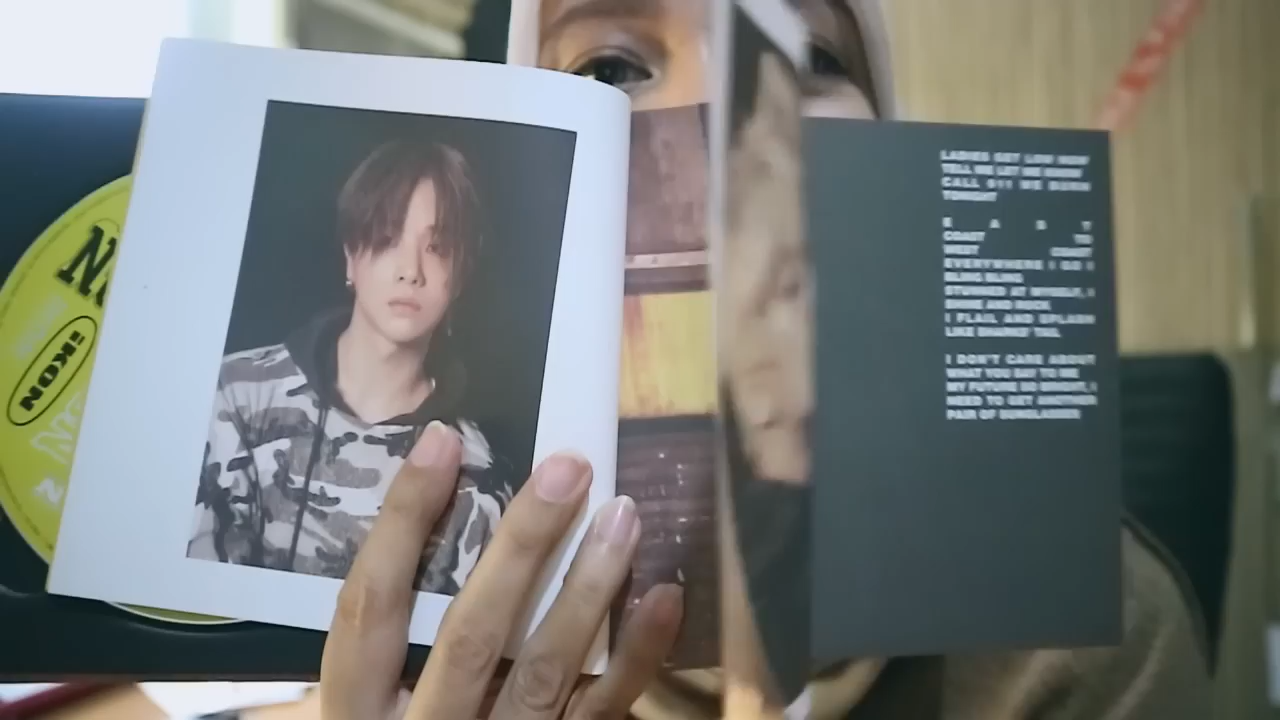 N
iKON
LADIES GET LOW NOW
TELL ME LET ME KNOW
CALL 911 WE BURN
TONIGHT
E A S T
COAST TO
WEST COAST
EVERYWHERE I GO I
BLING BLING
STUNNED AT MYSELF, I
SHINE AND ROCK
I FLAIL AND SPLASH
LIKE SHARKS' TAIL
I DON'T CARE ABOUT
WHAT YOU SAY TO ME
MY FUTURE SO BRIGHT, I
NEED TO GET ANOTHER
PAIR OF SUNGLASSES